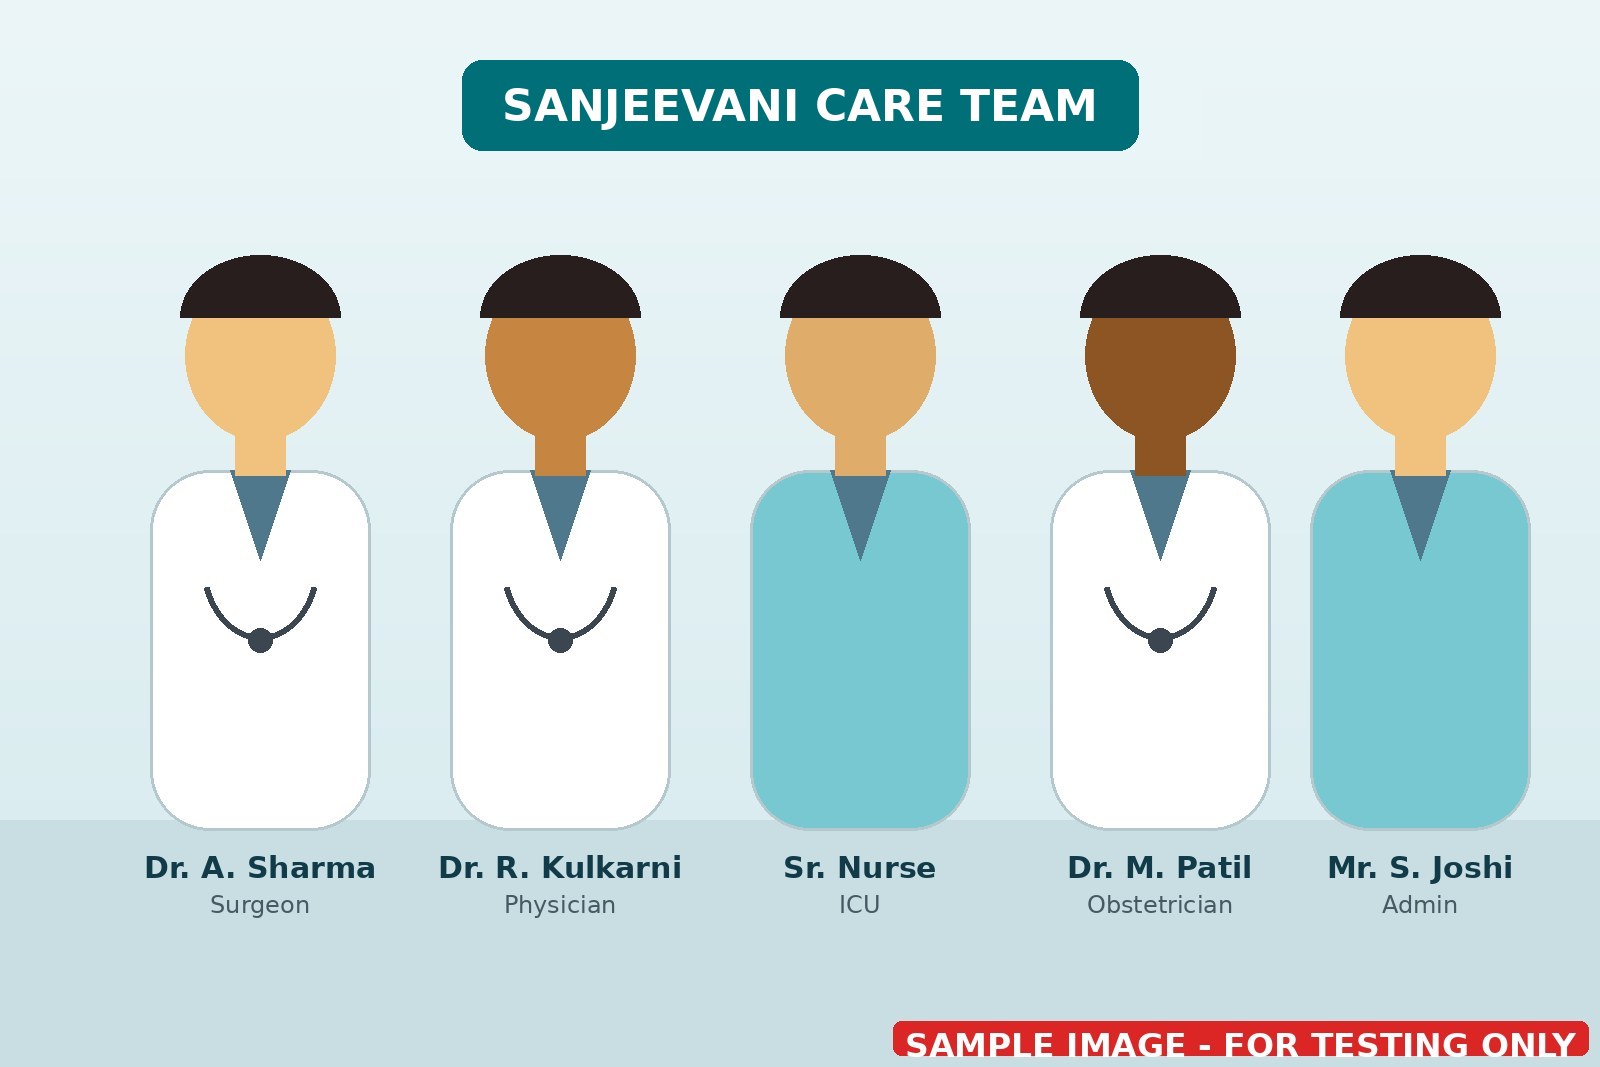 SANJEEVANI CARE TEAM
Dr. A. Sharma
Surgeon
Dr. R. Kulkarni
Physician
Sr. Nurse
ICU
Dr. M. Patil
Obstetrician
Mr. S. Joshi
Admin
SAMPLE IMAGE - FOR TESTING ONLY